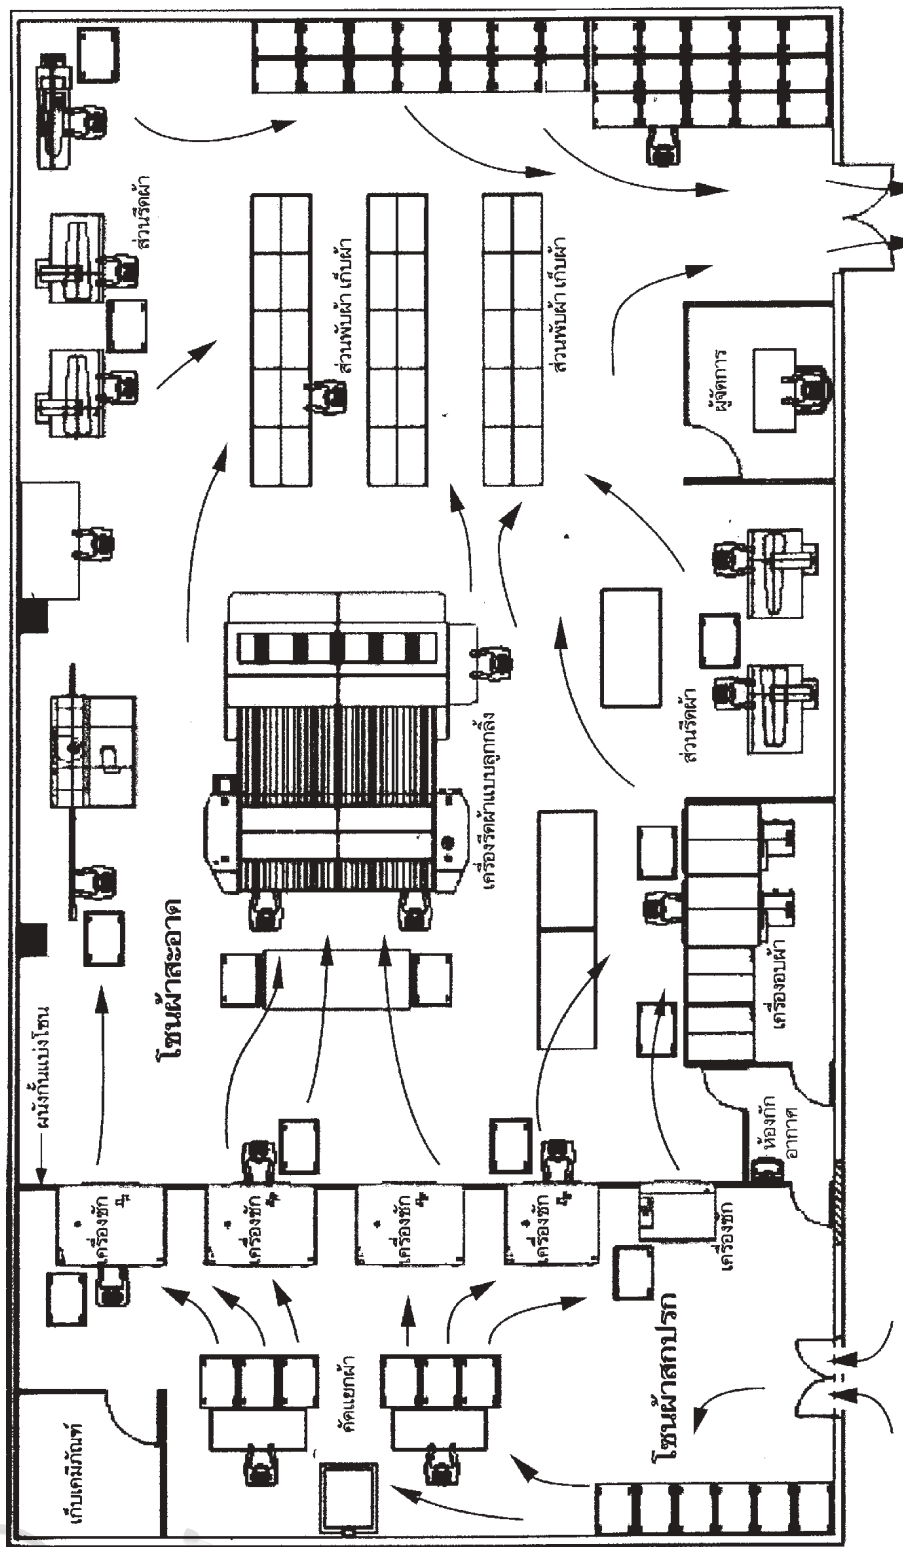 ผนังกั้นแบ่งโซน
เก็บเคมีภัณฑ์
เครื่องซัก
ส่วนรีดผ้า
โซนผ้าสะอาด
เครื่องซัก
คัดแยกผ้า
ส่วนพับผ้า เก็บผ้า
เครื่องซัก
เครื่องรีดผ้านแบบลูกกลิ้ง
เครื่องซัก
ส่วนพับผ้า เก็บผ้า
โซนผ้าสกปรก
เครื่องซัก
ส่วนรีดผ้า
ผู้จัดการ
ห้องกัก
อากาศ
เครื่องอบผ้า